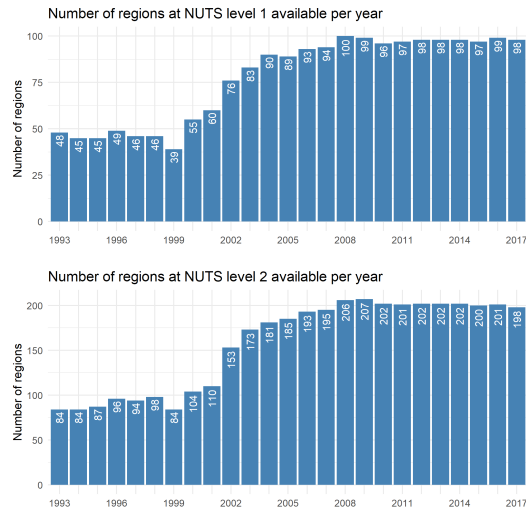 Number of regions at NUTS level 1 available per year
Number of regions
100
75
50
25
0
48 45 45 49 46 46 39 55 60 76 83 90 89 93 94 100 99 96 97 98 98 98 97 99 98
1993 1996 1999 2002 2005 2008 2011 2014 2017
Number of regions at NUTS level 2 available per year
Number of regions
200
150
100
50
0
84 84 87 96 94 98 84 104 110 153 173 181 185 193 195 206 207 202 201 202 202 202 200 201 198
1993 1996 1999 2002 2005 2008 2011 2014 2017